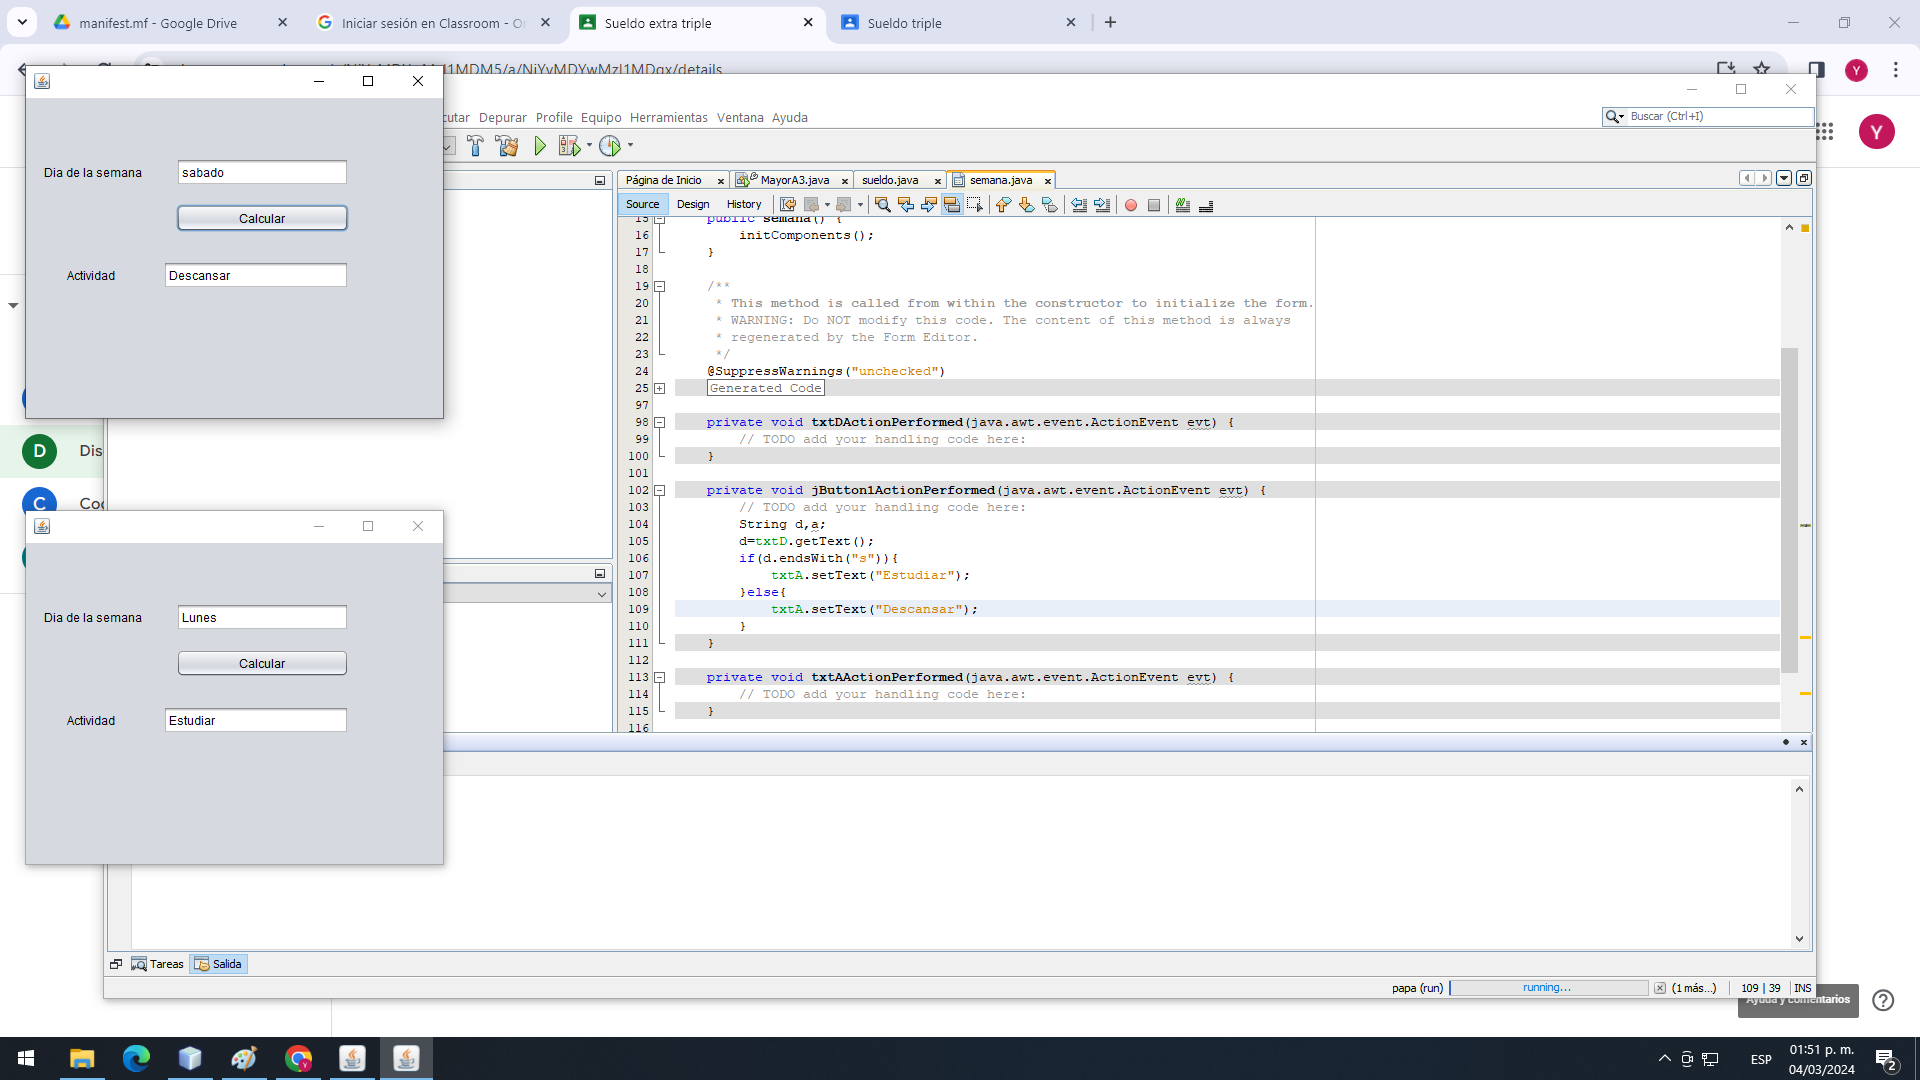 manifest.mf - Google Drive
Iniciar sesión en Classroom - O
Sueldo extra triple
Sueldo triple
Y
cutar Depurar Profile Equipo Herramientas Ventana Ayuda
Buscar (Ctrl+I)
Y
Página de Inicio
MayorA3.java
sueldo.java
semana.java
Source Design History
15 public semana() {
16 initComponents();
17 }
18
19 /**
20 * This method is called from within the constructor to initialize the form.
21 * WARNING: Do NOT modify this code. The content of this method is always
22 * regenerated by the Form Editor.
23 */
24 @SuppressWarnings("unchecked")
25 Generated Code
97
98 private void txtDActionPerformed(java.awt.event.ActionEvent evt) {
99 // TODO add your handling code here:
100 }
101
102 private void jButton1ActionPerformed(java.awt.event.ActionEvent evt) {
103 // TODO add your handling code here:
104 String d,a;
105 d=txtD.getText();
106 if(d.endsWith("s")){
107 txtA.setText("Estudiar");
108 }else{
109 txtA.setText("Descansar");
110 }
111 }
112
113 private void txtAActionPerformed(java.awt.event.ActionEvent evt) {
114 // TODO add your handling code here:
115 }
116
Dia de la semana sabado
Calcular
Actividad Descansar
D Dis
C
Dia de la semana Lunes
Calcular
Actividad Estudiar
Tareas Salida
papa (run) running... (1 más...) 109 | 39 INS
Ayuda y comentarios
ESP
01:51 p. m.
04/03/2024
2